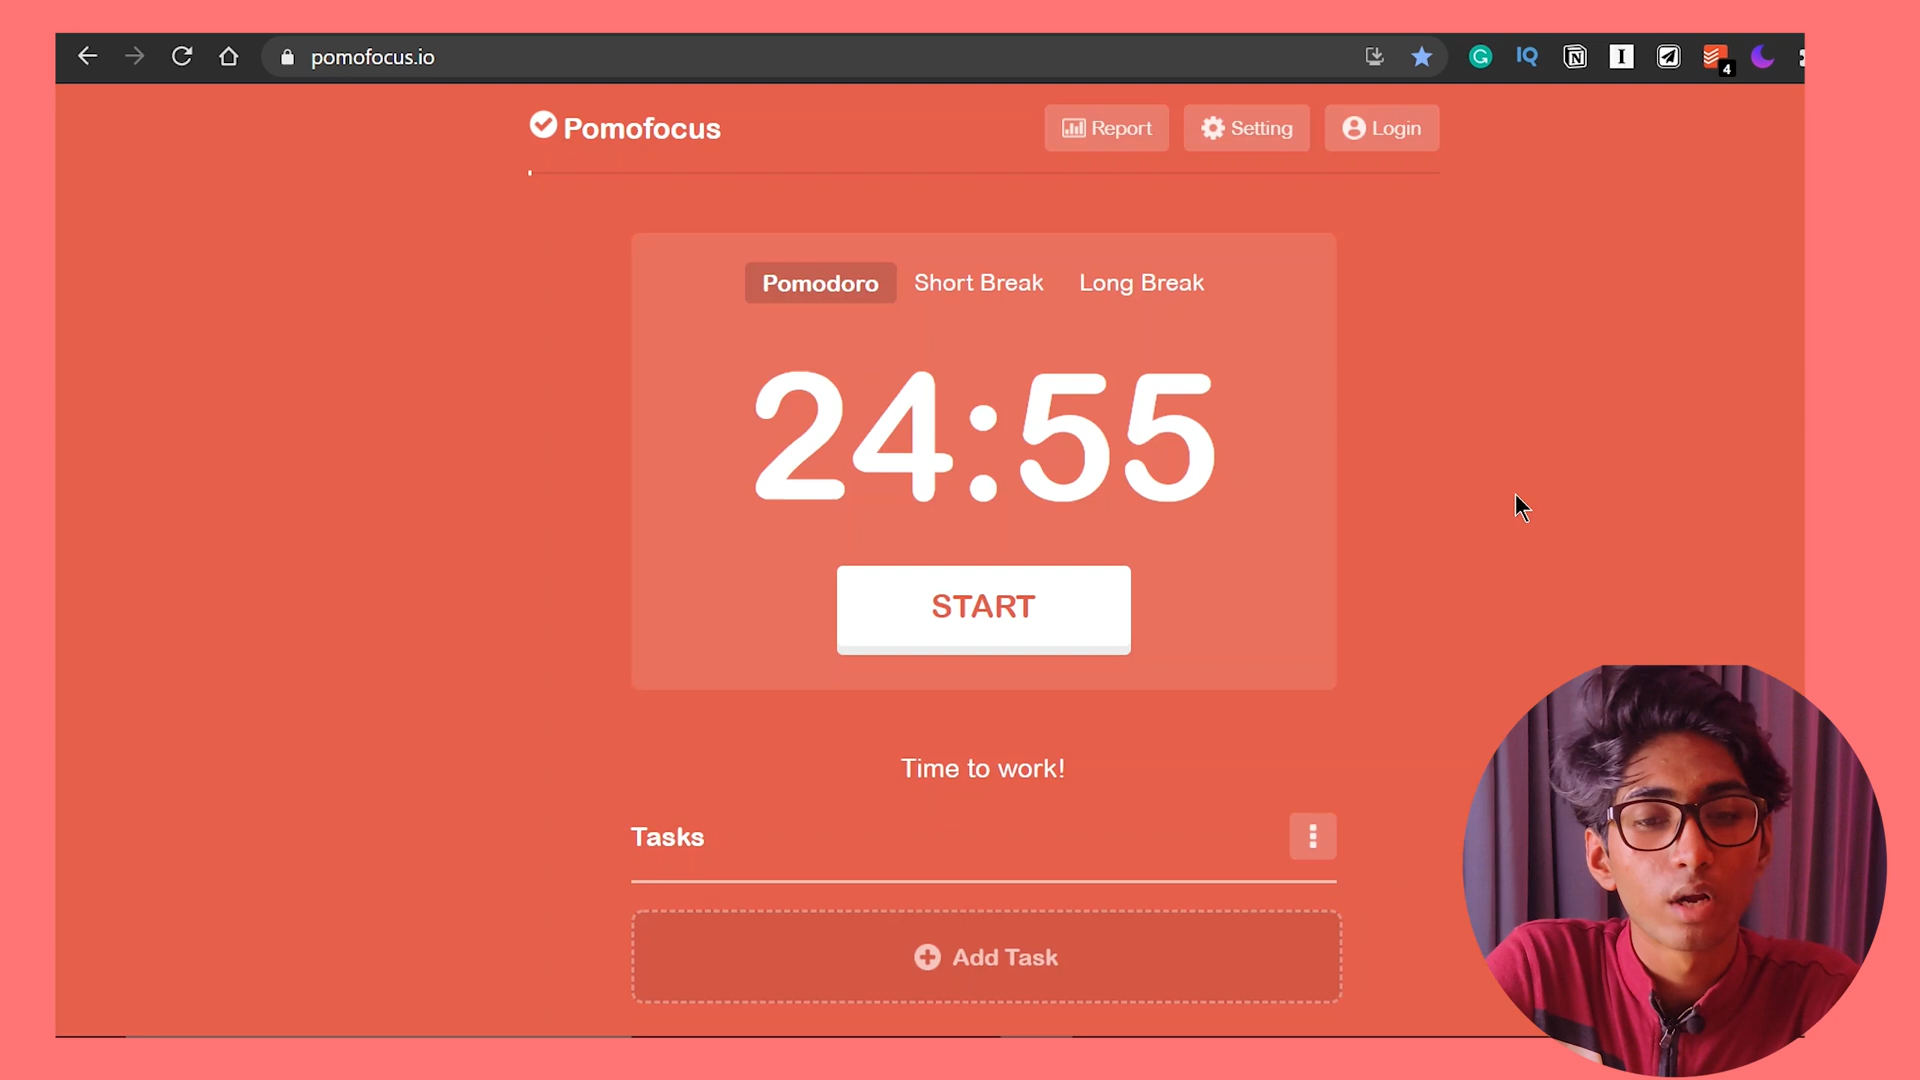 pomofocus.io
4
Pomofocus
Report
Setting
Login
Pomodoro
Short Break
Long Break
24:55
START
Time to work!
Tasks
Add Task